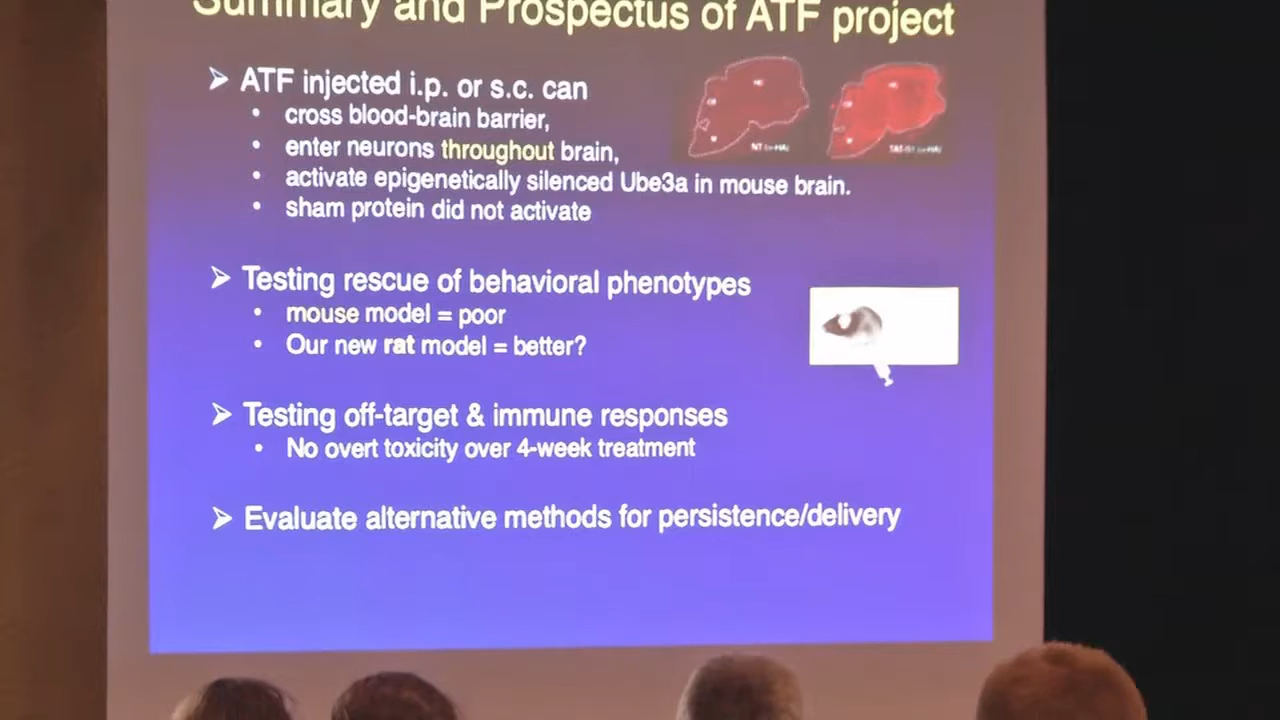 Summary and Prospectus of ATF project
➢ ATF injected i.p. or s.c. can
• cross blood-brain barrier,
• enter neurons throughout brain,
• activate epigenetically silenced Ube3a in mouse brain.
• sham protein did not activate
➢ Testing rescue of behavioral phenotypes
• mouse model = poor
• Our new rat model = better?
➢ Testing off-target & immune responses
• No overt toxicity over 4-week treatment
➢ Evaluate alternative methods for persistence/delivery